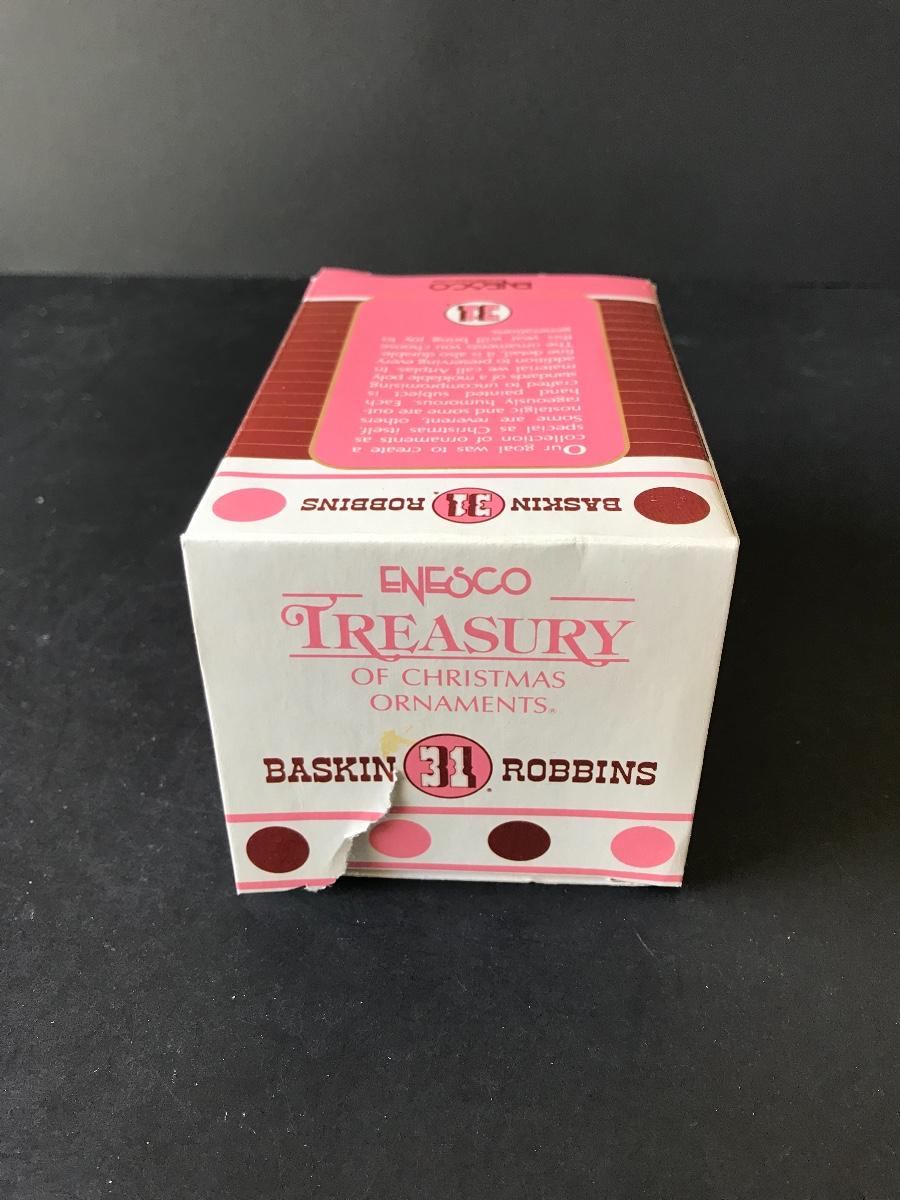 ENESCO
TREASURY
OF CHRISTMAS
ORNAMENTS®
BASKIN 31® ROBBINS
BASKIN 31® ROBBINS
Our goal was to create a
collection of ornaments as
special as Christmas itself.
Some are reverent, others
nostalgic and some are out-
rageously humorous. Each
hand painted subject is
crafted to uncompromising
standards of a moldable poly
material we call Artplas. In
addition to preserving every
fine detail, it is also durable.
The ornaments you choose
this year will bring joy to
generations.
31
ENESCO